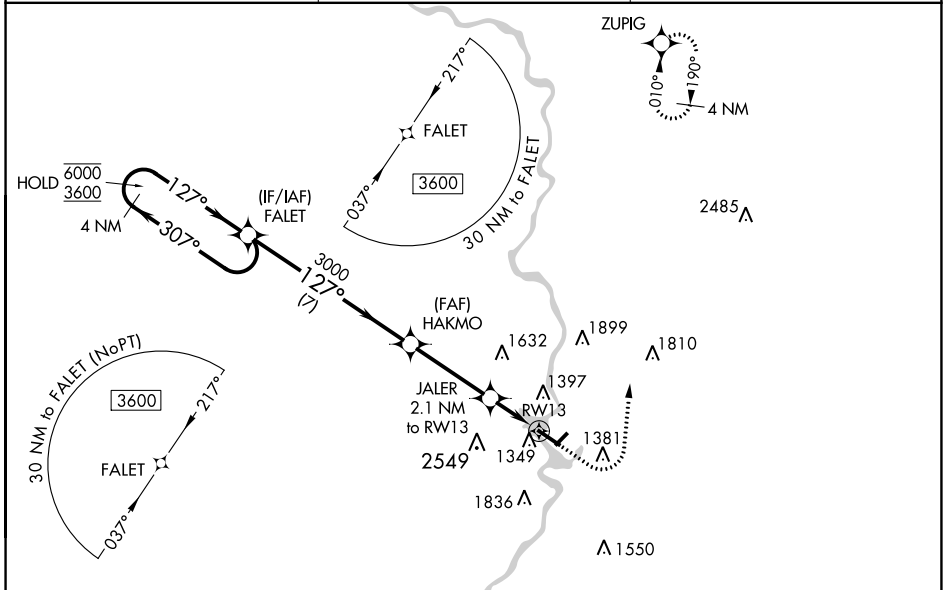 ZUPIG
010°
190°
4 NM
217°
FALET
3600
037°
30 NM to FALET
HOLD 6000
3600
4 NM
127°
307°
(IF/IAF)
FALET
3000
127°
(7)
2485
(FAF)
HAKMO
1632
1899
1810
JALER
2.1 NM
to RW13
1397
RW13
2549
1349
1381
1836
1550
30 NM to FALET (NoPT)
3600
217°
FALET
037°